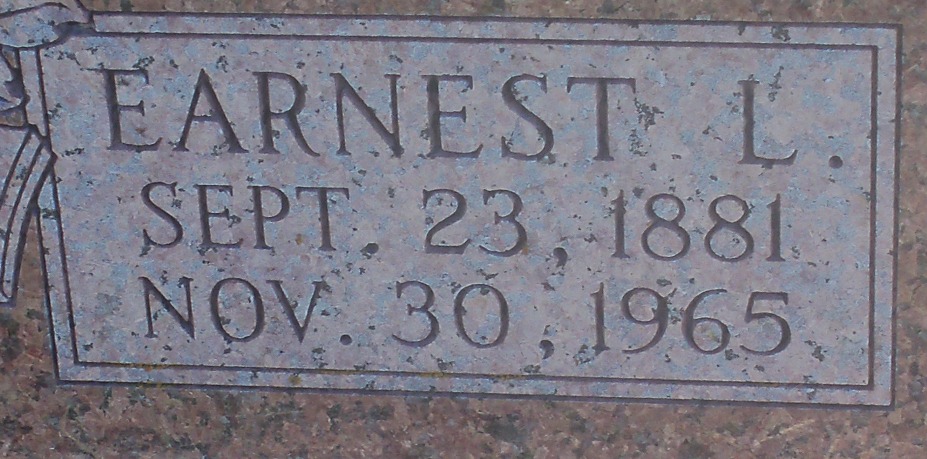 EARNEST L.
SEPT. 23, 1881
NOV. 30, 1965